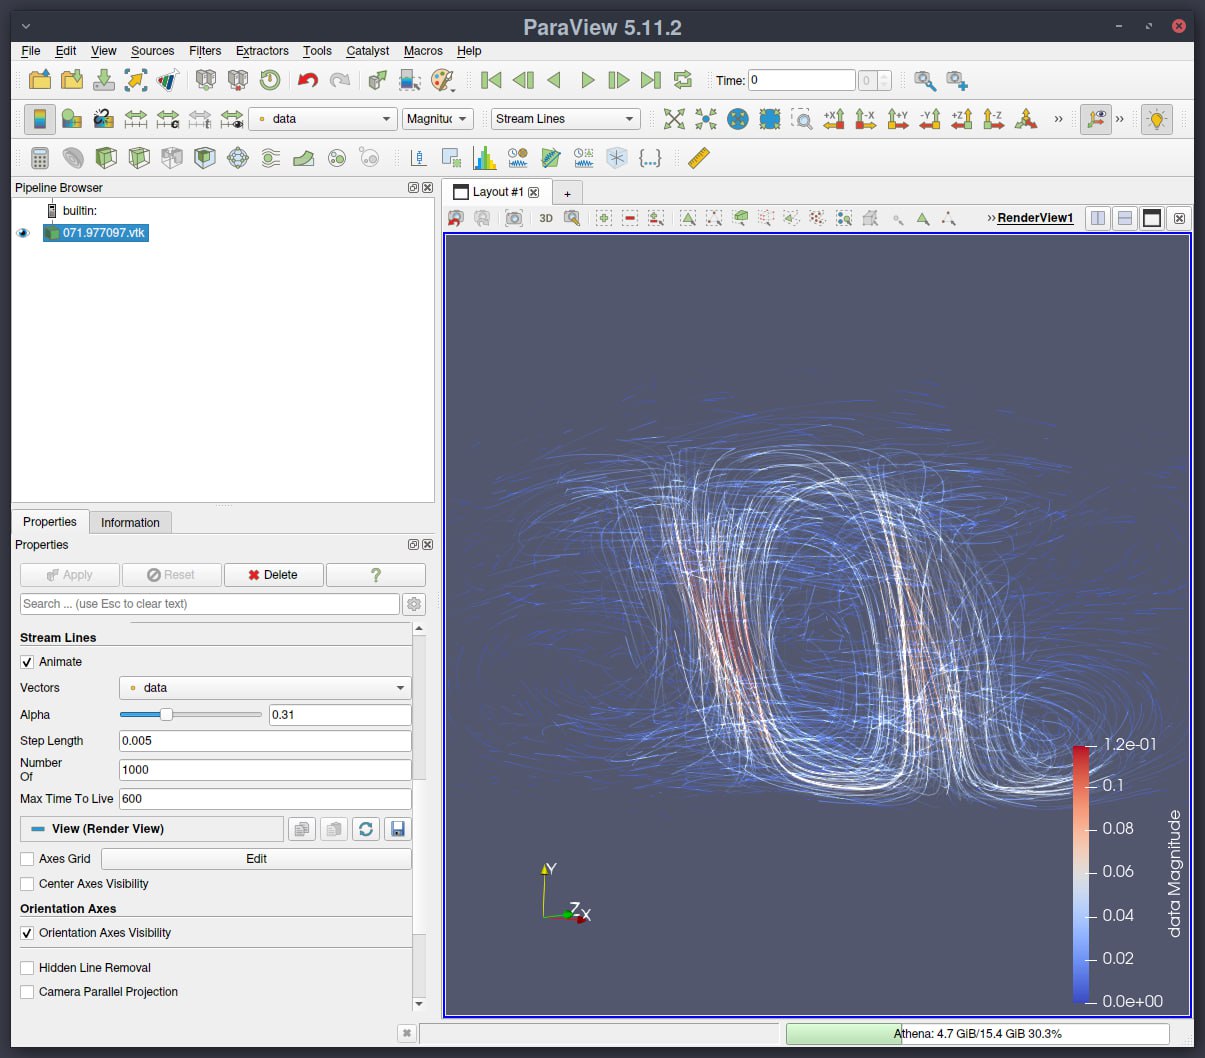 ParaView 5.11.2
File Edit View Sources Filters Extractors Tools Catalyst Macros Help
Time: 0 0
data Magnitud Stream Lines +X -X +Y -Y +Z -Z
Pipeline Browser
builtin:
071.977097.vtk
Properties Information
Properties
Apply Reset Delete ?
Search ... (use Esc to clear text)
Stream Lines
Animate
Vectors data
Alpha 0.31
Step Length 0.005
Number
Of 1000
Max Time To Live 600
View (Render View)
Axes Grid Edit
Center Axes Visibility
Orientation Axes
Orientation Axes Visibility
Hidden Line Removal
Camera Parallel Projection
Layout #1 +
3D RenderView1
Y
Z X
1.2e-01
0.1
0.08
0.06
0.04
0.02
0.0e+00
data Magnitude
Athena: 4.7 GiB/15.4 GiB 30.3%